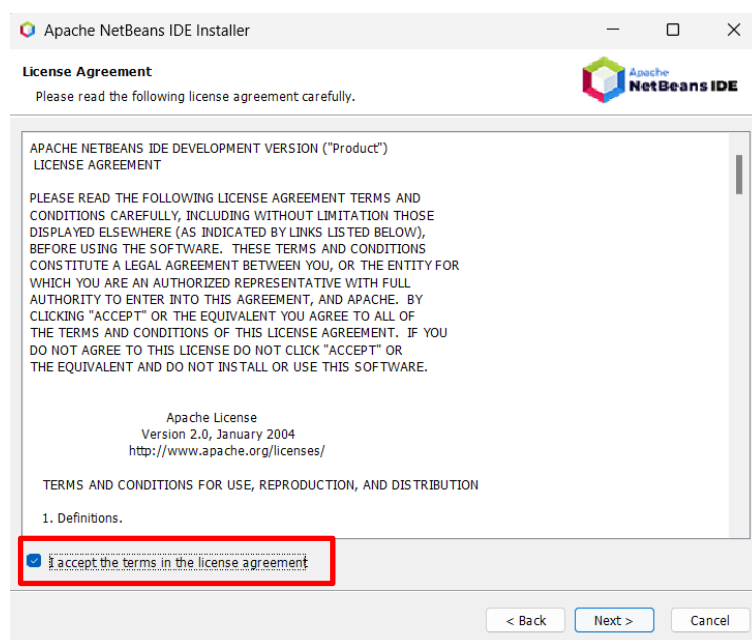 Apache NetBeans IDE Installer
License Agreement
Please read the following license agreement carefully.
Apache
NetBeans IDE
APACHE NETBEANS IDE DEVELOPMENT VERSION ("Product")
LICENSE AGREEMENT
PLEASE READ THE FOLLOWING LICENSE AGREEMENT TERMS AND
CONDITIONS CAREFULLY, INCLUDING WITHOUT LIMITATION THOSE
DISPLAYED ELSEWHERE (AS INDICATED BY LINKS LISTED BELOW),
BEFORE USING THE SOFTWARE.  THESE TERMS AND CONDITIONS
CONSTITUTE A LEGAL AGREEMENT BETWEEN YOU, OR THE ENTITY FOR
WHICH YOU ARE AN AUTHORIZED REPRESENTATIVE WITH FULL
AUTHORITY TO ENTER INTO THIS AGREEMENT, AND APACHE.  BY
CLICKING "ACCEPT" OR THE EQUIVALENT YOU AGREE TO ALL OF
THE TERMS AND CONDITIONS OF THIS LICENSE AGREEMENT.  IF YOU
DO NOT AGREE TO THIS LICENSE DO NOT CLICK "ACCEPT" OR
THE EQUIVALENT AND DO NOT INSTALL OR USE THIS SOFTWARE.
Apache License
Version 2.0, January 2004
http://www.apache.org/licenses/
TERMS AND CONDITIONS FOR USE, REPRODUCTION, AND DISTRIBUTION
1. Definitions.
I accept the terms in the license agreement
< Back
Next >
Cancel